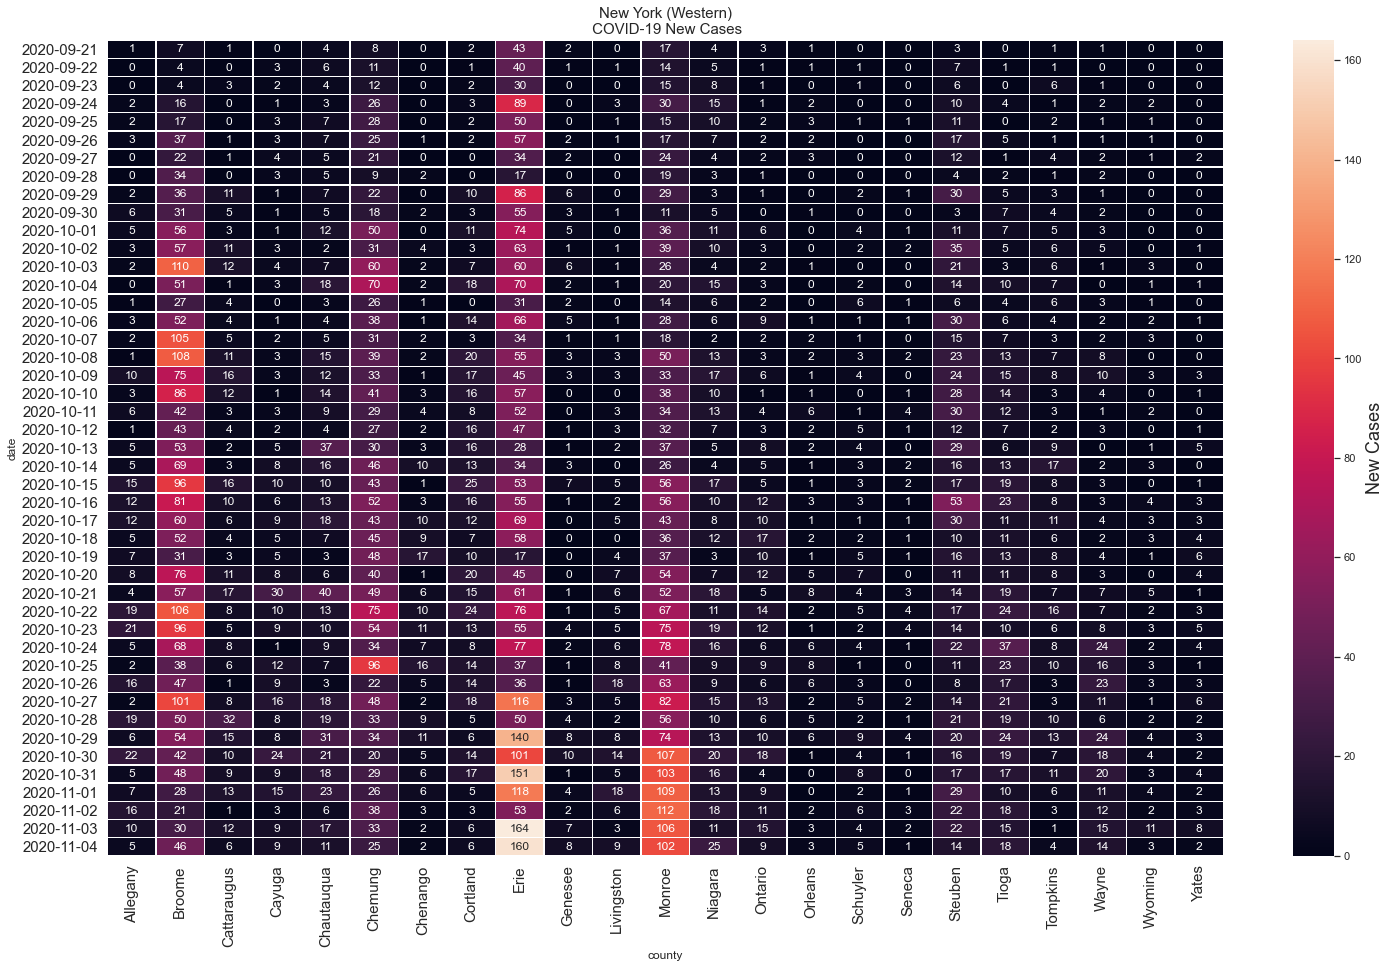 New York (Western)
COVID-19 New Cases
2020-09-21 1 7 1 0 4 8 0 2 43 2 0 17 4 3 1 0 0 3 0 1 1 0 0
2020-09-22 0 4 0 3 6 11 0 1 40 1 1 14 5 1 1 1 0 7 1 1 0 0 0
2020-09-23 0 4 3 2 4 12 0 2 30 0 0 15 8 1 0 1 0 6 0 6 1 0 0
2020-09-24 2 16 0 1 3 26 0 3 89 0 3 30 15 1 2 0 0 10 4 1 2 2 0
2020-09-25 2 17 0 3 7 28 0 2 50 0 1 15 10 2 3 1 1 11 0 2 1 1 0
2020-09-26 3 37 1 3 7 25 1 2 57 2 1 17 7 2 2 0 0 17 5 1 1 1 0
2020-09-27 0 22 1 4 5 21 0 0 34 2 0 24 4 2 3 0 0 12 1 4 2 1 2
2020-09-28 0 34 0 3 5 9 2 0 17 0 0 19 3 1 0 0 0 4 2 1 2 0 0
2020-09-29 2 36 11 1 7 22 0 10 86 6 0 29 3 1 0 2 1 30 5 3 1 0 0
2020-09-30 6 31 5 1 5 18 2 3 55 3 1 11 5 0 1 0 0 3 7 4 2 0 0
2020-10-01 5 56 3 1 12 50 0 11 74 5 0 36 11 6 0 4 1 11 7 5 3 0 0
2020-10-02 3 57 11 3 2 31 4 3 63 1 1 39 10 3 0 2 2 35 5 6 5 0 1
2020-10-03 2 110 12 4 7 60 2 7 60 6 1 26 4 2 1 0 0 21 3 6 1 3 0
2020-10-04 0 51 1 3 18 70 2 18 70 2 1 20 15 3 0 2 0 14 10 7 0 1 1
2020-10-05 1 27 4 0 3 26 1 0 31 2 0 14 6 2 0 6 1 6 4 6 3 1 0
2020-10-06 3 52 4 1 4 38 1 14 66 5 1 28 6 9 1 1 1 30 6 4 2 2 1
2020-10-07 2 105 5 2 5 31 2 3 34 1 1 18 2 2 2 1 0 15 7 3 2 3 0
2020-10-08 1 108 11 3 15 39 2 20 55 3 3 50 13 3 2 3 2 23 13 7 8 0 0
2020-10-09 10 75 16 3 12 33 1 17 45 3 3 33 17 6 1 4 0 24 15 8 10 3 3
2020-10-10 3 86 12 1 14 41 3 16 57 0 0 38 10 1 1 0 1 28 14 3 4 0 1
2020-10-11 6 42 3 3 9 29 4 8 52 0 3 34 13 4 6 1 4 30 12 3 1 2 0
2020-10-12 1 43 4 2 4 27 2 16 47 1 3 32 7 3 2 5 1 12 7 2 3 0 1
2020-10-13 5 53 2 5 37 30 3 16 28 1 2 37 5 8 2 4 0 29 6 9 0 1 5
2020-10-14 5 69 3 8 16 46 10 13 34 3 0 26 4 5 1 3 2 16 13 17 2 3 0
2020-10-15 15 96 16 10 10 43 1 25 53 7 5 56 17 5 1 3 2 17 19 8 3 0 1
2020-10-16 12 81 10 6 13 52 3 16 55 1 2 56 10 12 3 3 1 53 23 8 3 4 3
2020-10-17 12 60 6 9 18 43 10 12 69 0 5 43 8 10 1 1 1 30 11 11 4 3 3
2020-10-18 5 52 4 5 7 45 9 7 58 0 0 36 12 17 2 2 1 10 11 6 2 3 4
2020-10-19 7 31 3 5 3 48 17 10 17 0 4 37 3 10 1 5 1 16 13 8 4 1 6
2020-10-20 8 76 11 8 6 40 1 20 45 0 7 54 7 12 5 7 0 11 11 8 3 0 4
2020-10-21 4 57 17 30 40 49 6 15 61 1 6 52 18 5 8 4 3 14 19 7 7 5 1
2020-10-22 19 106 8 10 13 75 10 24 76 1 5 67 11 14 2 5 4 17 24 16 7 2 3
2020-10-23 21 96 5 9 10 54 11 13 55 4 5 75 19 12 1 2 4 14 10 6 8 3 5
2020-10-24 5 68 8 1 9 34 7 8 77 2 6 78 16 6 6 4 1 22 37 8 24 2 4
2020-10-25 2 38 6 12 7 96 16 14 37 1 8 41 9 9 8 1 0 11 23 10 16 3 1
2020-10-26 16 47 1 9 3 22 5 14 36 1 18 63 9 6 6 3 0 8 17 3 23 3 3
2020-10-27 2 101 8 16 18 48 2 18 116 3 5 82 15 13 2 5 2 14 21 3 11 1 6
2020-10-28 19 50 32 8 19 33 9 5 50 4 2 56 10 6 5 2 1 21 19 10 6 2 2
2020-10-29 6 54 15 8 31 34 11 6 140 8 8 74 13 10 6 9 4 20 24 13 24 4 3
2020-10-30 22 42 10 24 21 20 5 14 101 10 14 107 20 18 1 4 1 16 19 7 18 4 2
2020-10-31 5 48 9 9 18 29 6 17 151 1 5 103 16 4 0 8 0 17 17 11 20 3 4
2020-11-01 7 28 13 15 23 26 6 5 118 4 18 109 13 9 0 2 1 29 10 6 11 4 2
2020-11-02 16 21 1 3 6 38 3 3 53 2 6 112 18 11 2 6 3 22 18 3 12 2 3
2020-11-03 10 30 12 9 17 33 2 6 164 7 3 106 11 15 3 4 2 22 15 1 15 11 8
2020-11-04 5 46 6 9 11 25 2 6 160 8 9 102 25 9 3 5 1 14 18 4 14 3 2
date
Allegany Broome Cattaraugus Cayuga Chautauqua Chemung Chenango Cortland Erie Genesee Livingston Monroe Niagara Ontario Orleans Schuyler Seneca Steuben Tioga Tompkins Wayne Wyoming Yates
county
160
140
120
100
80
60
40
20
0
New Cases